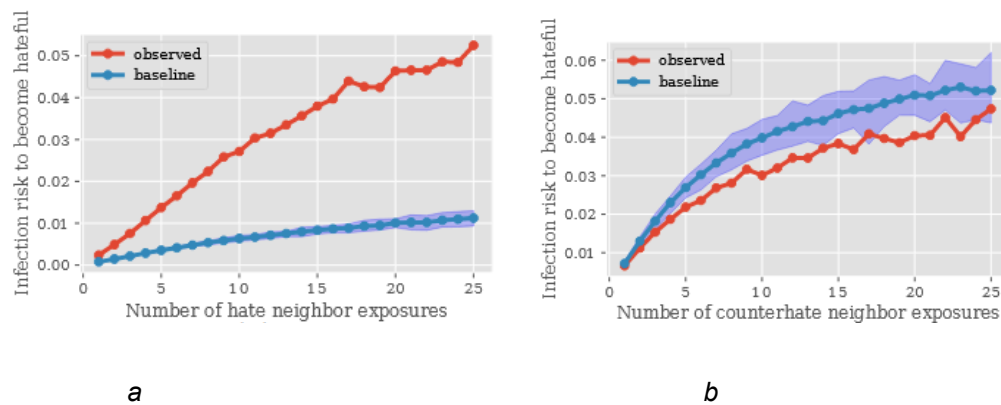 Infection risk to become hateful
0.05
0.04
0.03
0.02
0.01
0.00
observed
baseline
0
5
10
15
20
25
Number of hate neighbor exposures
a
Infection risk to become hateful
0.06
0.05
0.04
0.03
0.02
0.01
observed
baseline
0
5
10
15
20
25
Number of counterhate neighbor exposures
b